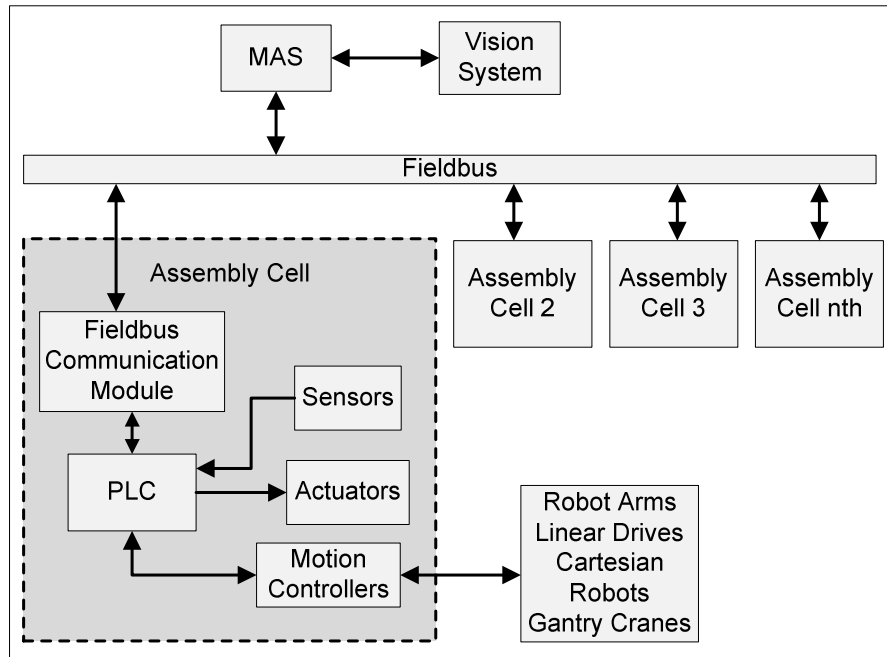 MAS
Vision
System
Fieldbus
Assembly Cell
Assembly
Cell 2
Assembly
Cell 3
Assembly
Cell nth
Fieldbus
Communication
Module
Sensors
PLC
Actuators
Motion
Controllers
Robot Arms
Linear Drives
Cartesian
Robots
Gantry Cranes